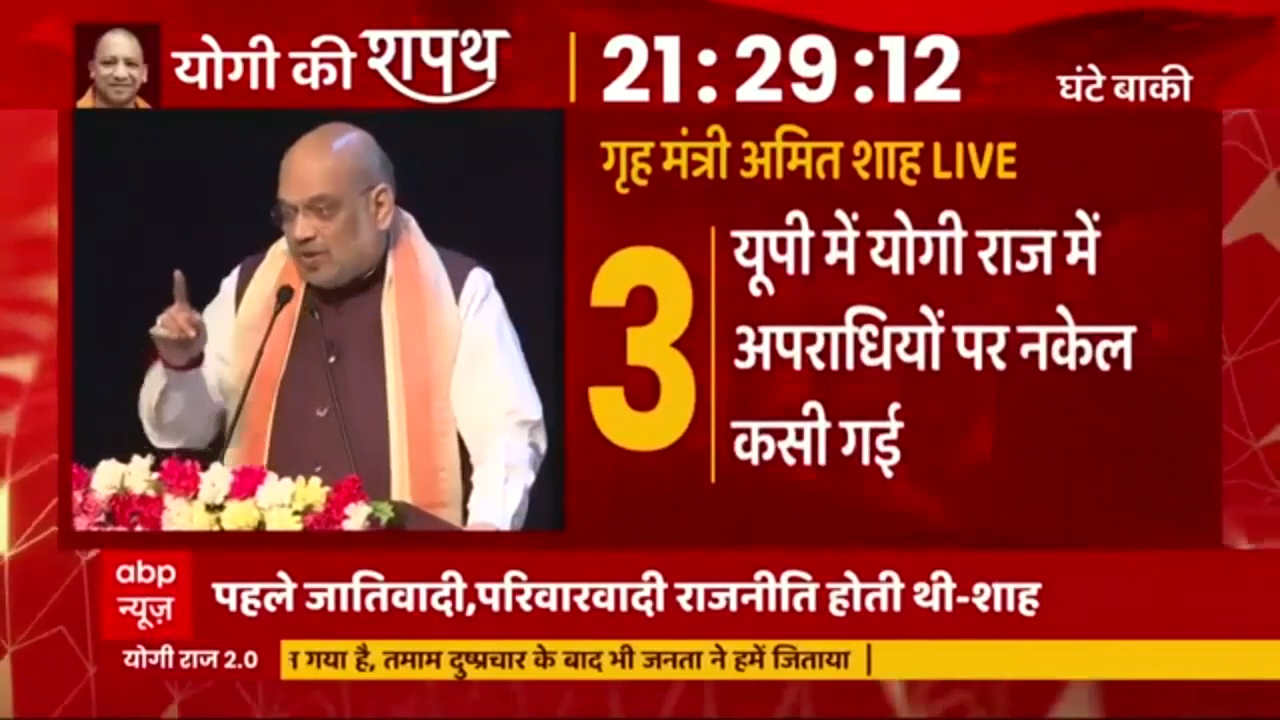 योगी की शपथ
21:29:12
घंटे बाकी
गृह मंत्री अमित शाह LIVE
3
यूपी में योगी राज में
अपराधियों पर नकेल
कसी गई
abp
न्यूज़
पहले जातिवादी,परिवारवादी राजनीति होती थी-शाह
योगी राज 2.0
गया है, तमाम दुष्प्रचार के बाद भी जनता ने हमें जिताया |